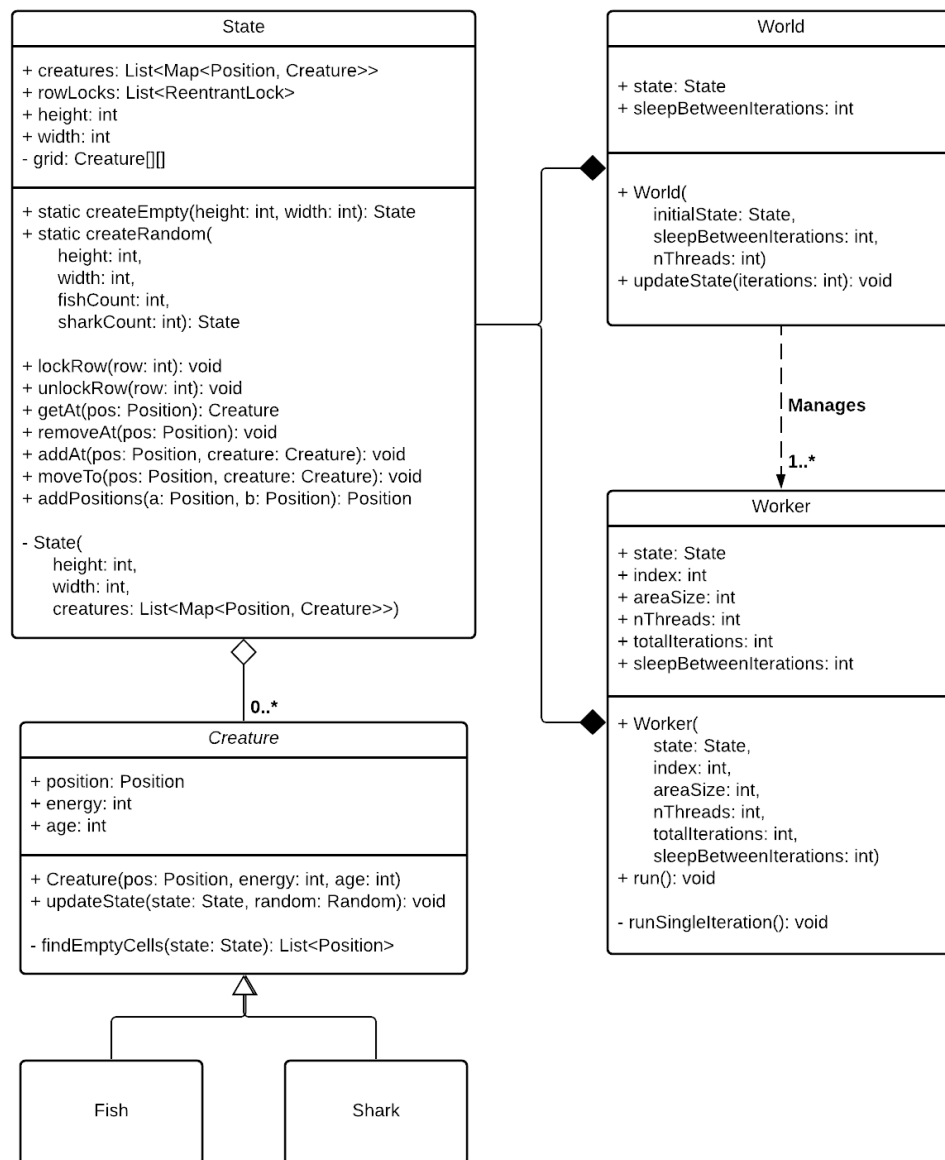 State
+ creatures: List<Map<Position, Creature>>
+ rowLocks: List<ReentrantLock>
+ height: int
+ width: int
- grid: Creature[][]
+ static createEmpty(height: int, width: int): State
+ static createRandom(
height: int,
width: int,
fishCount: int,
sharkCount: int): State
+ lockRow(row: int): void
+ unlockRow(row: int): void
+ getAt(pos: Position): Creature
+ removeAt(pos: Position): void
+ addAt(pos: Position, creature: Creature): void
+ moveTo(pos: Position, creature: Creature): void
+ addPositions(a: Position, b: Position): Position
- State(
height: int,
width: int,
creatures: List<Map<Position, Creature>>)
0..*
Creature
+ position: Position
+ energy: int
+ age: int
+ Creature(pos: Position, energy: int, age: int)
+ updateState(state: State, random: Random): void
- findEmptyCells(state: State): List<Position>
Fish
Shark
World
+ state: State
+ sleepBetweenIterations: int
+ World(
initialState: State,
sleepBetweenIterations: int,
nThreads: int)
+ updateState(iterations: int): void
Manages
1..*
Worker
+ state: State
+ index: int
+ areaSize: int
+ nThreads: int
+ totalIterations: int
+ sleepBetweenIterations: int
+ Worker(
state: State,
index: int,
areaSize: int,
nThreads: int,
totalIterations: int,
sleepBetweenIterations: int)
+ run(): void
- runSingleIteration(): void